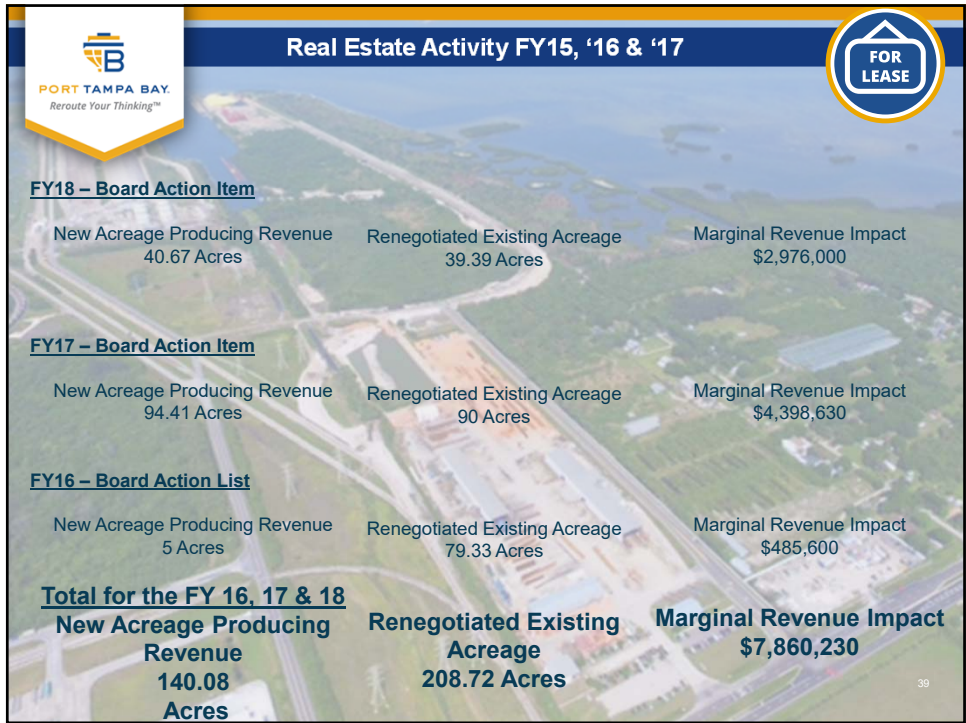 Real Estate Activity FY15, ‘16 & ‘17
B
PORT TAMPA BAY.
Reroute Your Thinking™
FOR
LEASE
FY18 – Board Action Item
New Acreage Producing Revenue
40.67 Acres
Renegotiated Existing Acreage
39.39 Acres
Marginal Revenue Impact
$2,976,000
FY17 – Board Action Item
New Acreage Producing Revenue
94.41 Acres
Renegotiated Existing Acreage
90 Acres
Marginal Revenue Impact
$4,398,630
FY16 – Board Action List
New Acreage Producing Revenue
5 Acres
Renegotiated Existing Acreage
79.33 Acres
Marginal Revenue Impact
$485,600
Total for the FY 16, 17 & 18
New Acreage Producing
Revenue
140.08
Acres
Renegotiated Existing
Acreage
208.72 Acres
Marginal Revenue Impact
$7,860,230
39